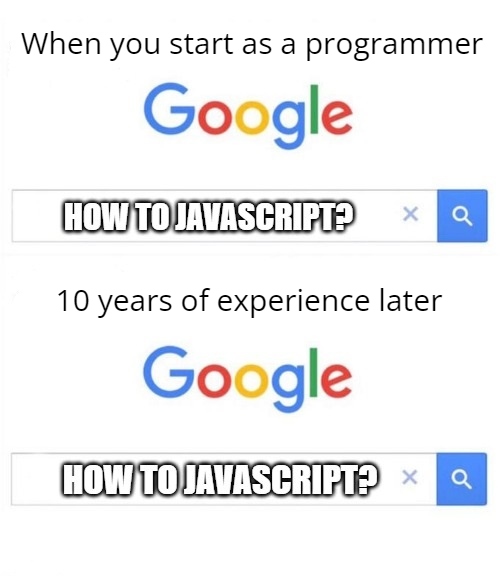 When you start as a programmer
Google
HOW TO JAVASCRIPT?
10 years of experience later
Google
HOW TO JAVASCRIPT?